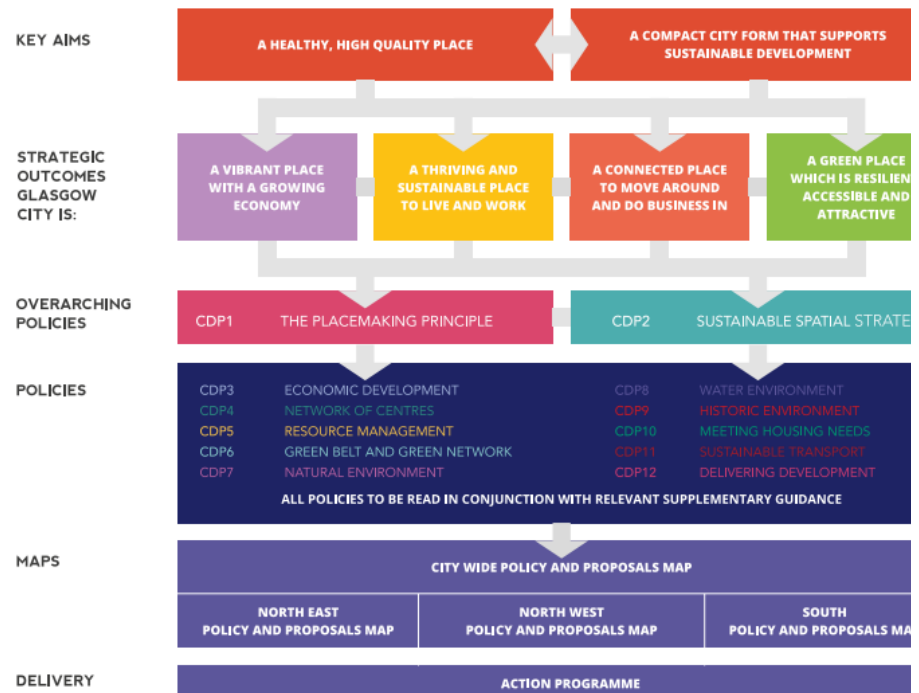 KEY AIMS
A HEALTHY, HIGH QUALITY PLACE
A COMPACT CITY FORM THAT SUPPORTS
SUSTAINABLE DEVELOPMENT
STRATEGIC
OUTCOMES
GLASGOW
CITY IS:
A VIBRANT PLACE
WITH A GROWING
ECONOMY
A THRIVING AND
SUSTAINABLE PLACE
TO LIVE AND WORK
A CONNECTED PLACE
TO MOVE AROUND
AND DO BUSINESS IN
A GREEN PLACE
WHICH IS RESILIEN
ACCESSIBLE AND
ATTRACTIVE
OVERARCHING
POLICIES
CDP1 THE PLACEMAKING PRINCIPLE
CDP2 SUSTAINABLE SPATIAL STRATE
POLICIES
CDP3 ECONOMIC DEVELOPMENT
CDP4 NETWORK OF CENTRES
CDP5 RESOURCE MANAGEMENT
CDP6 GREEN BELT AND GREEN NETWORK
CDP7 NATURAL ENVIRONMENT
CDP8 WATER ENVIRONMENT
CDP9 HISTORIC ENVIRONMENT
CDP10 MEETING HOUSING NEEDS
CDP11 SUSTAINABLE TRANSPORT
CDP12 DELIVERING DEVELOPMENT
ALL POLICIES TO BE READ IN CONJUNCTION WITH RELEVANT SUPPLEMENTARY GUIDANCE
MAPS
CITY WIDE POLICY AND PROPOSALS MAP
NORTH EAST
POLICY AND PROPOSALS MAP
NORTH WEST
POLICY AND PROPOSALS MAP
SOUTH
POLICY AND PROPOSALS MA
DELIVERY
ACTION PROGRAMME